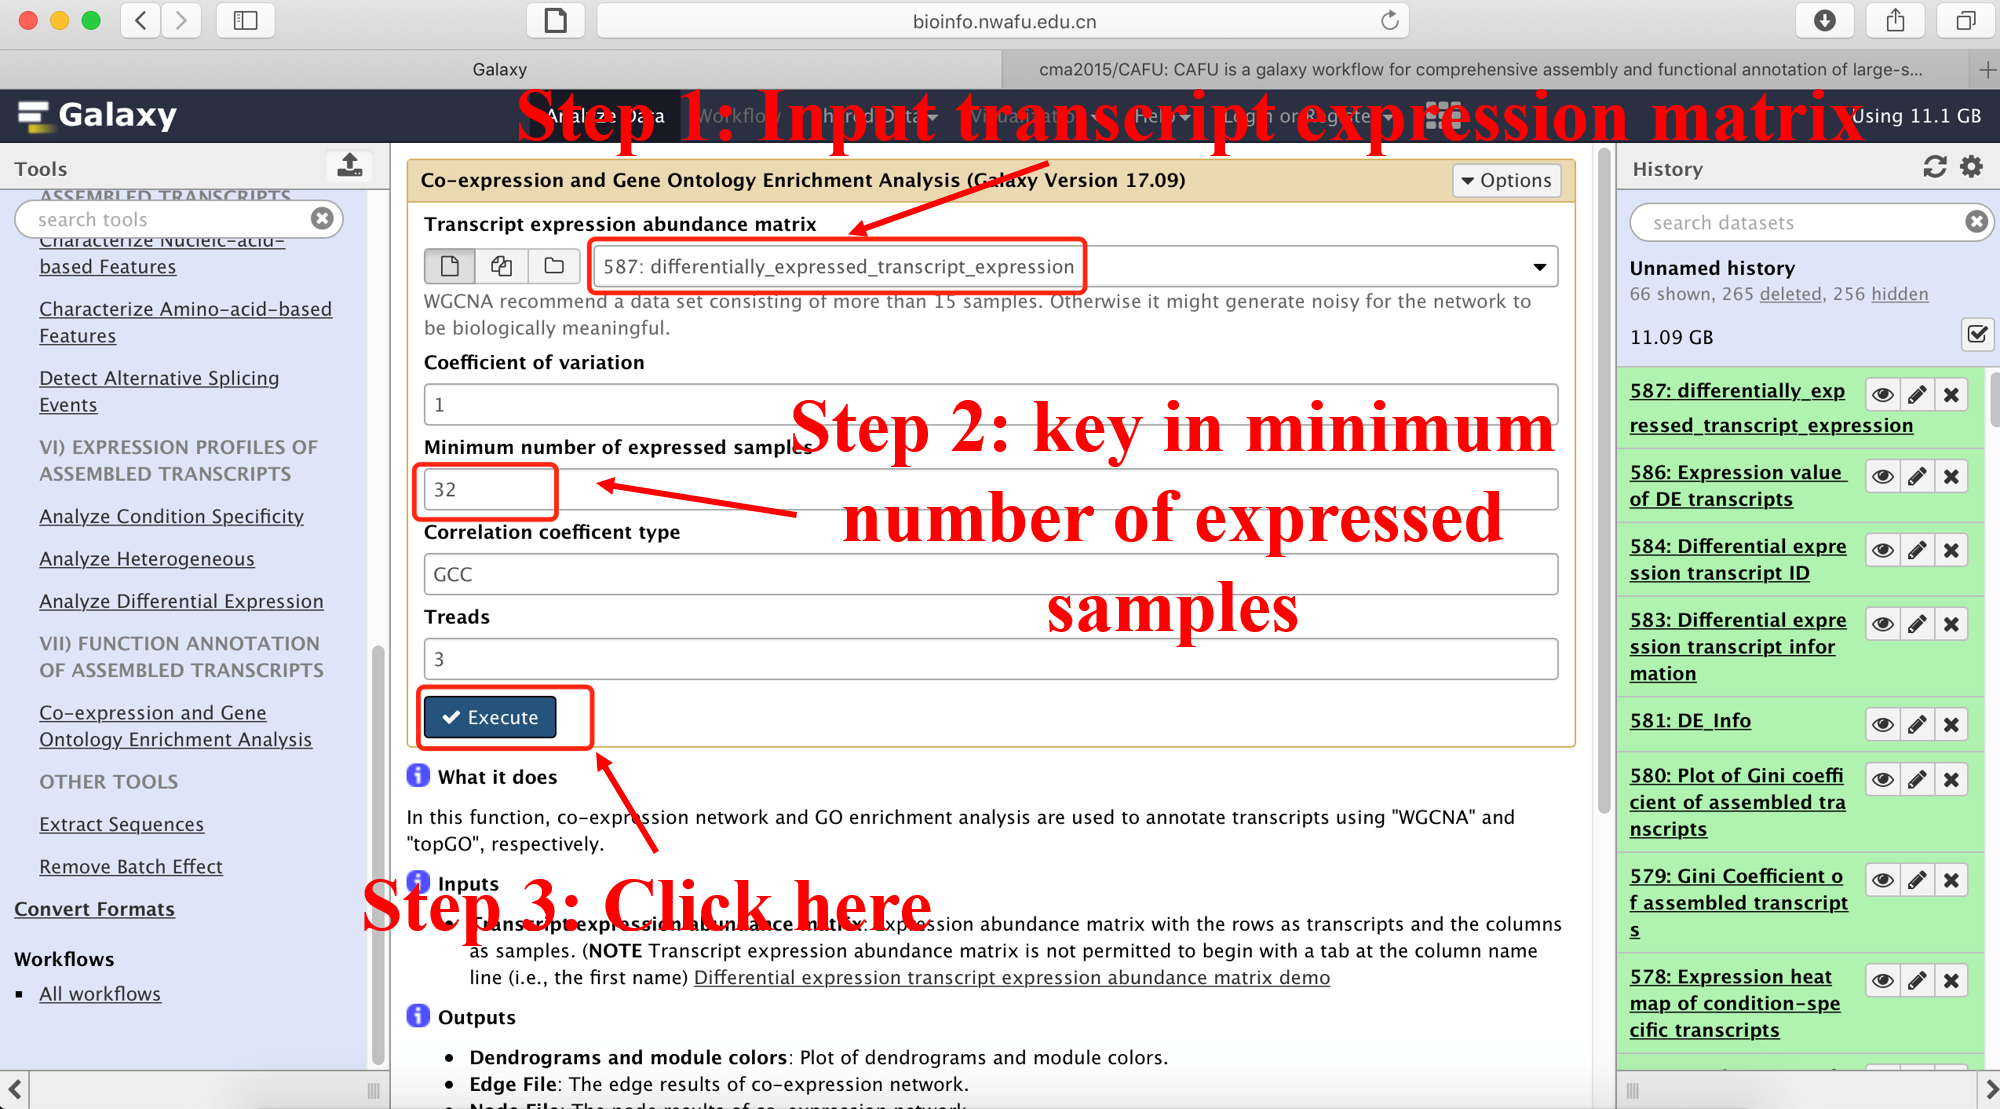 bioinfo.nwafu.edu.cn
Galaxy
cma2015/CAFU: CAFU is a galaxy workflow for comprehensive assembly and functional annotation of large-s...
Galaxy
Analyze Data
Workflow
Shared Data
Visualization
Help
Login or Register
Using 11.1 GB
Step 1: Input transcript expression matrix
Tools
ASSEMBLED TRANSCRIPTS
search tools
Characterize Nucleic-acid-
based Features
Characterize Amino-acid-based
Features
Detect Alternative Splicing
Events
VI) EXPRESSION PROFILES OF
ASSEMBLED TRANSCRIPTS
Analyze Condition Specificity
Analyze Heterogeneous
Analyze Differential Expression
VII) FUNCTION ANNOTATION
OF ASSEMBLED TRANSCRIPTS
Co-expression and Gene
Ontology Enrichment Analysis
OTHER TOOLS
Extract Sequences
Remove Batch Effect
Convert Formats
Workflows
All workflows
Co-expression and Gene Ontology Enrichment Analysis (Galaxy Version 17.09)
Options
Transcript expression abundance matrix
587: differentially_expressed_transcript_expression
WGCNA recommend a data set consisting of more than 15 samples. Otherwise it might generate noisy for the network to
be biologically meaningful.
Coefficient of variation
1
Minimum number of expressed samples
32
Step 2: key in minimum
number of expressed
samples
Correlation coefficent type
GCC
Treads
3
Execute
What it does
In this function, co-expression network and GO enrichment analysis are used to annotate transcripts using "WGCNA" and
"topGO", respectively.
Inputs
Step 3: Click here
Transcript expression abundance matrix: Expression abundance matrix with the rows as transcripts and the columns
as samples. (NOTE Transcript expression abundance matrix is not permitted to begin with a tab at the column name
line (i.e., the first name) Differential expression transcript expression abundance matrix demo
Outputs
Dendrograms and module colors: Plot of dendrograms and module colors.
Edge File: The edge results of co-expression network.
Node File: The node results of co-expression network.
History
search datasets
Unnamed history
66 shown, 265 deleted, 256 hidden
11.09 GB
587: differentially_exp
ressed_transcript_expression
586: Expression value
of DE transcripts
584: Differential expre
ssion transcript ID
583: Differential expre
ssion transcript infor
mation
581: DE_Info
580: Plot of Gini coeffi
cient of assembled tra
nscripts
579: Gini Coefficient o
f assembled transcript
s
578: Expression heat
map of condition-spe
cific transcripts